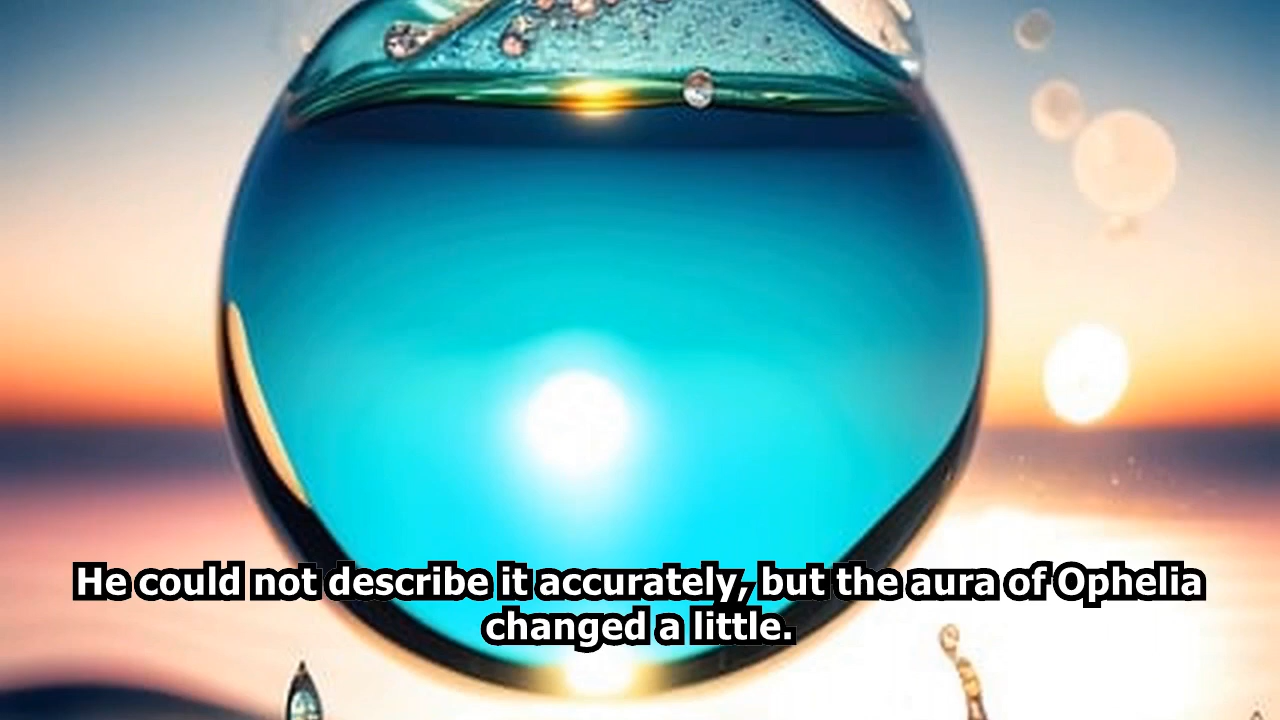 He could not describe it accurately, but the aura of Ophelia
changed a little.